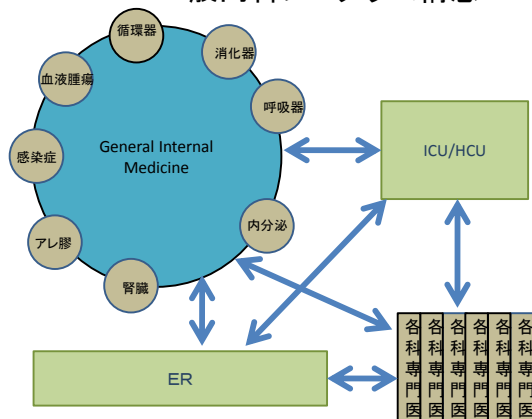 循環器
消化器
血液腫瘍
呼吸器
General Internal
Medicine
感染症
ICU/HCU
内分泌
アレ膠
腎臓
ER
各科専門医
各科専門医
各科専門医
各科専門医
各科専門医
各科専門医